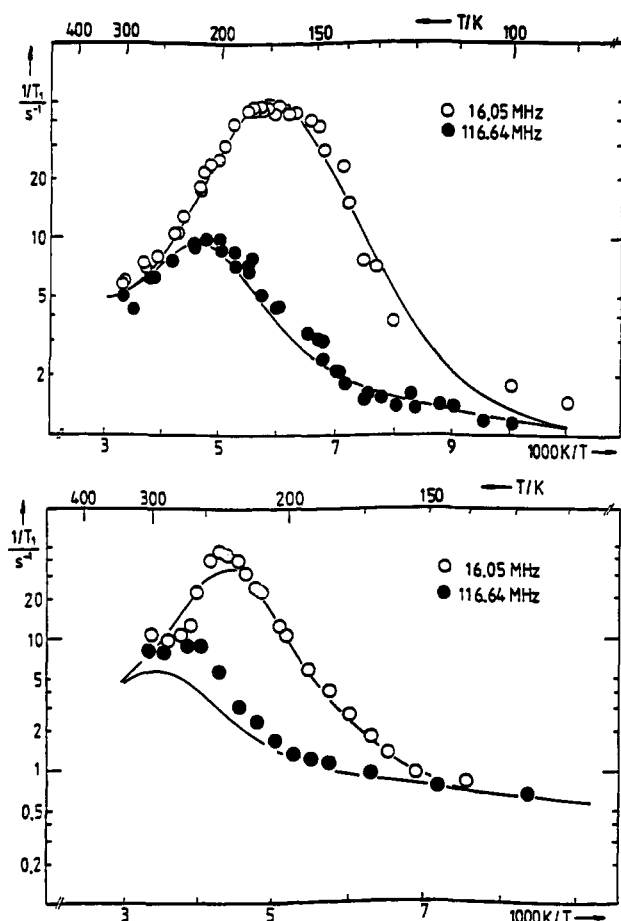 T/K
400 300 200 150 100
1/T₁
s⁻¹
16.05 MHz
116.64 MHz
20
10
5
2
3 5 7 9 1000K/T
T/K
400 300 200 150
1/T₁
s⁻¹
16.05 MHz
116.64 MHz
20
10
5
2
1
0,5
0,2
3 5 7 1000K/T